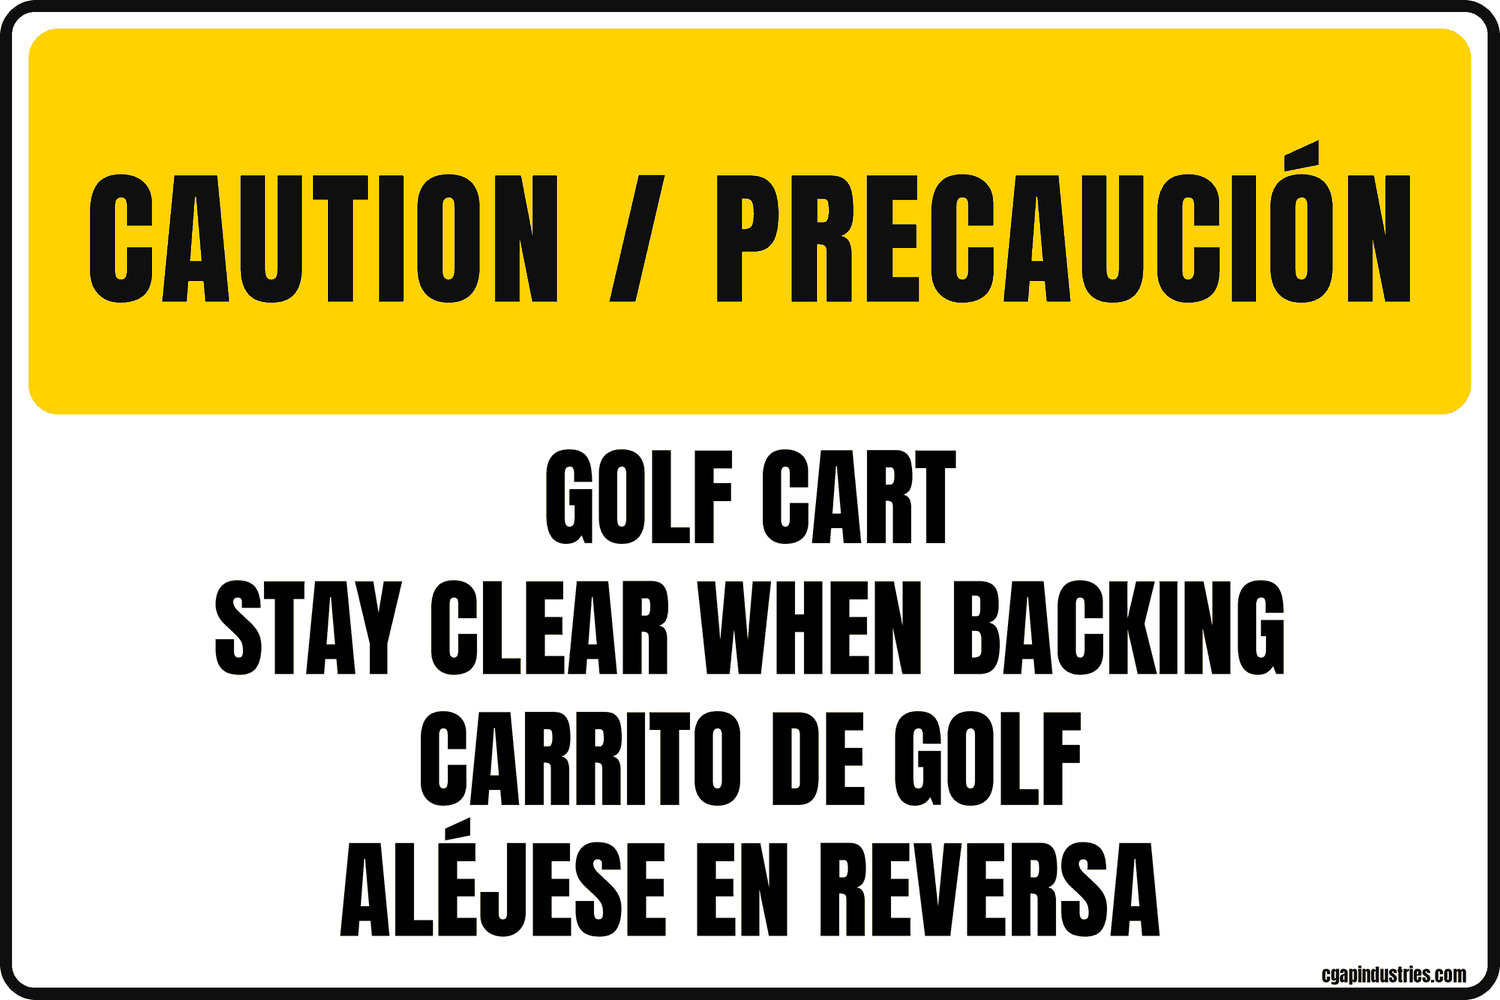 CAUTION / PRECAUCIÓN
GOLF CART
STAY CLEAR WHEN BACKING
CARRITO DE GOLF
ALÉJESE EN REVERSA
cgapindustries.com